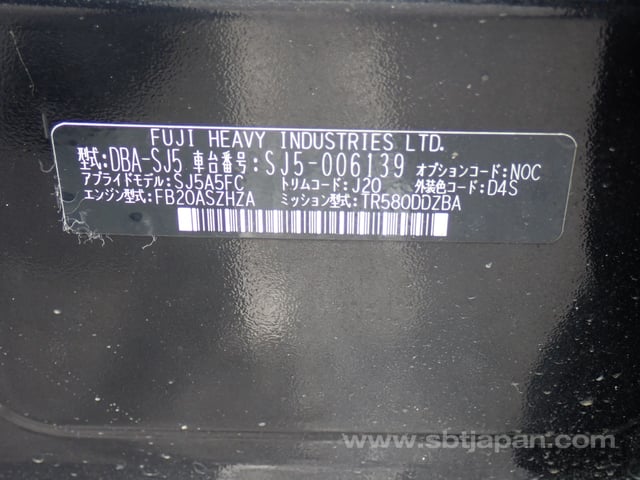 FUJI HEAVY INDUSTRIES LTD.
型式:DBA-SJ5 車台番号:SJ5-006139 オプションコード:NOC
アプライドモデル:SJ5A5FC トリムコード:J20 外装色コード:D4S
エンジン型式:FB20ASZHZA ミッション型式:TR580DDZBA
www.sbtjapan.com